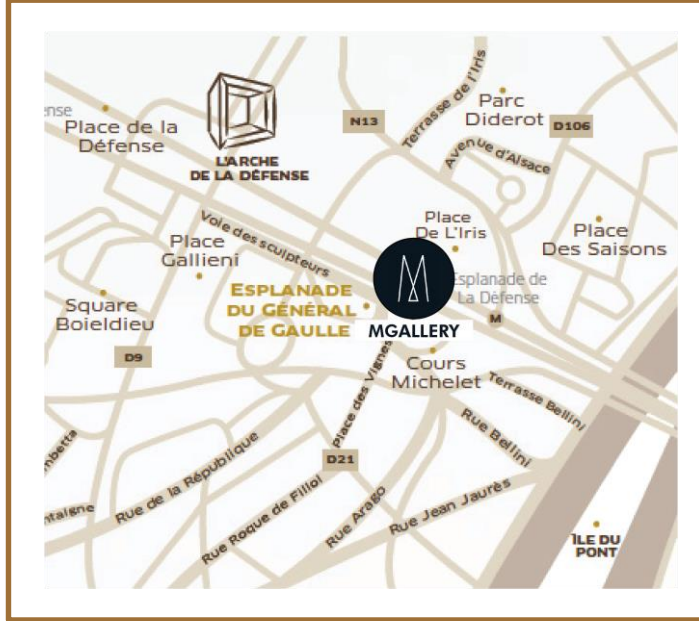 Place de la
Défense
L'ARCHE
DE LA DÉFENSE
N13
Terrasse de l'Iris
Parc
Diderot
D106
Avenue d'Alsace
Voie des sculpteurs
Place
Gallieni
Place
De L'Iris
Place
Des Saisons
Square
Boieldieu
ESPLANADE
DU GÉNÉRAL
DE GAULLE
MGALLERY
Esplanade de
La Défense
M
D9
Cours
Michelet
Place des Vignes
Terrasse Bellini
Rue Bellini
D21
Rue de la République
Rue Roque de Fillol
Rue Arago
Rue Jean Jaurès
ÎLE DU
PONT